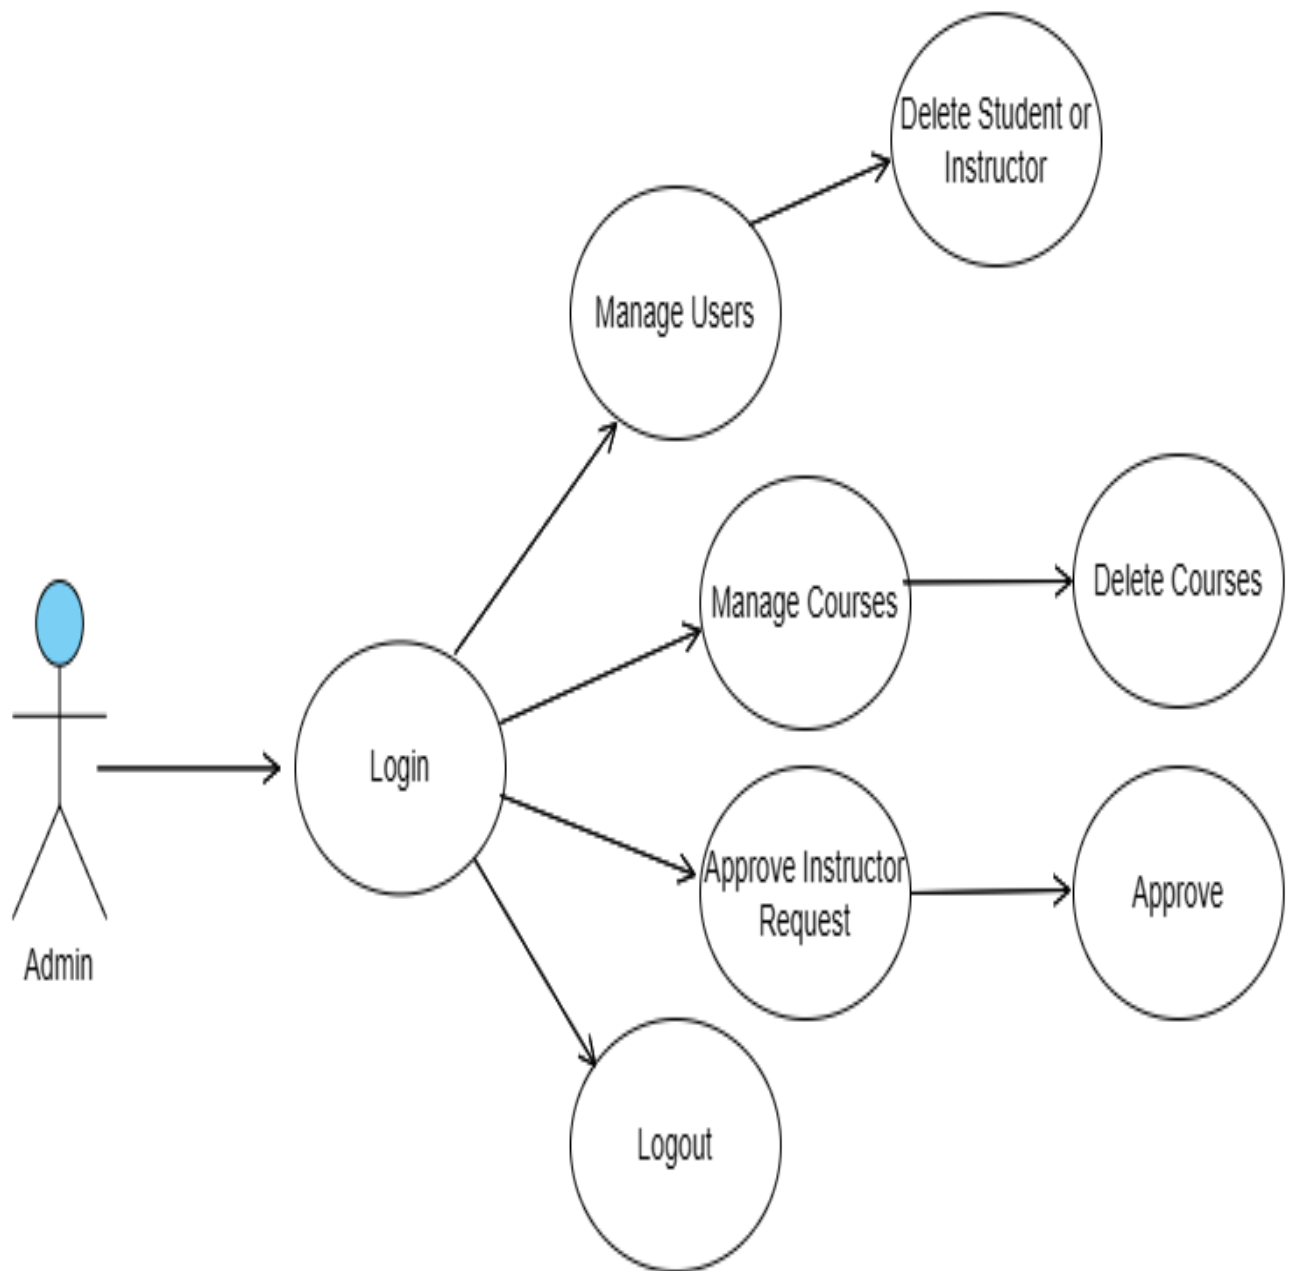 Delete Student or
Instructor
Manage Users
Manage Courses
Delete Courses
Login
Approve Instructor
Request
Approve
Admin
Logout